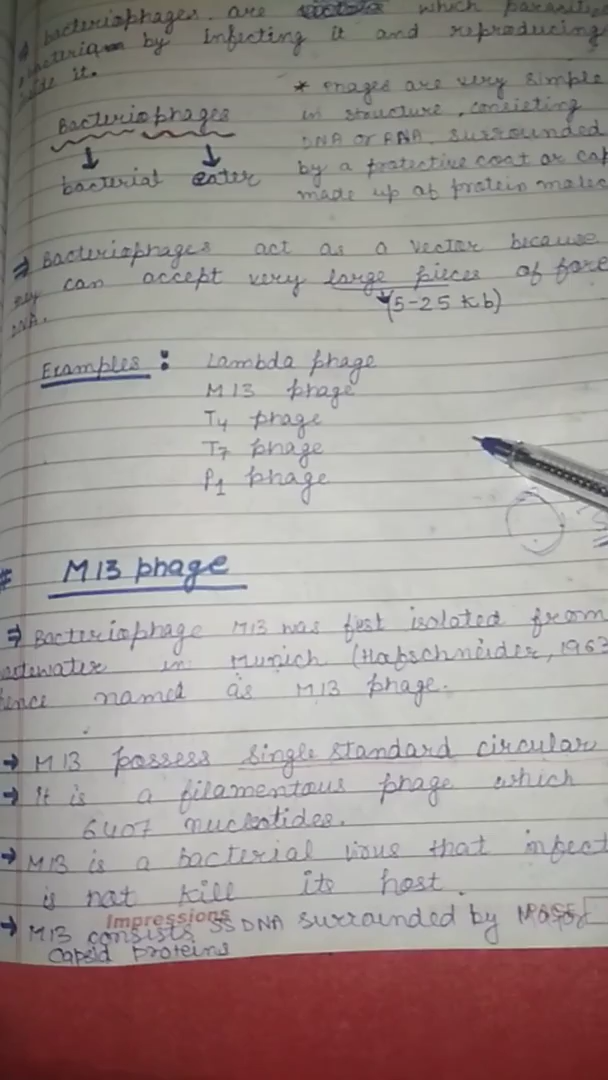 bacteriophages are which
by infecting it and reproducing
it.
Bacteriophages
bacterial eater
* Phages are very simple
in structure, consisting
DNA or RNA. surrounded
by a protective coat or cap
made up of protein molec
⇒ Bacteriophages act as a vector because
can accept very large pieces of fore
DNA.
(5-25 Kb)
Examples : Lambda phage
M13 phage
T4 phage
T7 phage
P1 phage
# M13 phage
⇒ Bacteriophage M13 was first isolated from
in Munich (Hofschneider, 1963
hence named as M13 phage.
→ M13 possess single standard circular
→ It is a filamentous phage which
6407 nucleotides.
→ M13 is a bacterial virus that infect
is not kill its host.
Impressions
→ M13 consists SS DNA surrounded by
capsid proteins